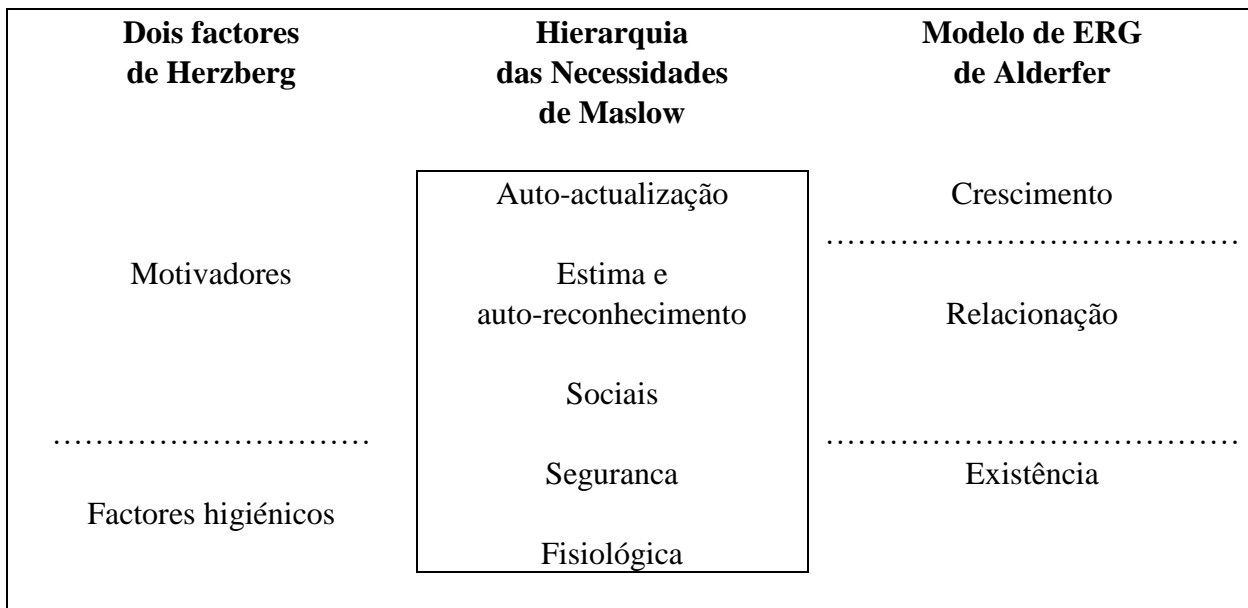 Dois factores
de Herzberg
Hierarquia
das Necessidades
de Maslow
Modelo de ERG
de Alderfer
Auto-actualização
Crescimento
……………………………………
Motivadores
Estima e
auto-reconhecimento
Relacionação
Sociais
…………………………
……………………………………
Seguranca
Existência
Factores higiénicos
Fisiológica